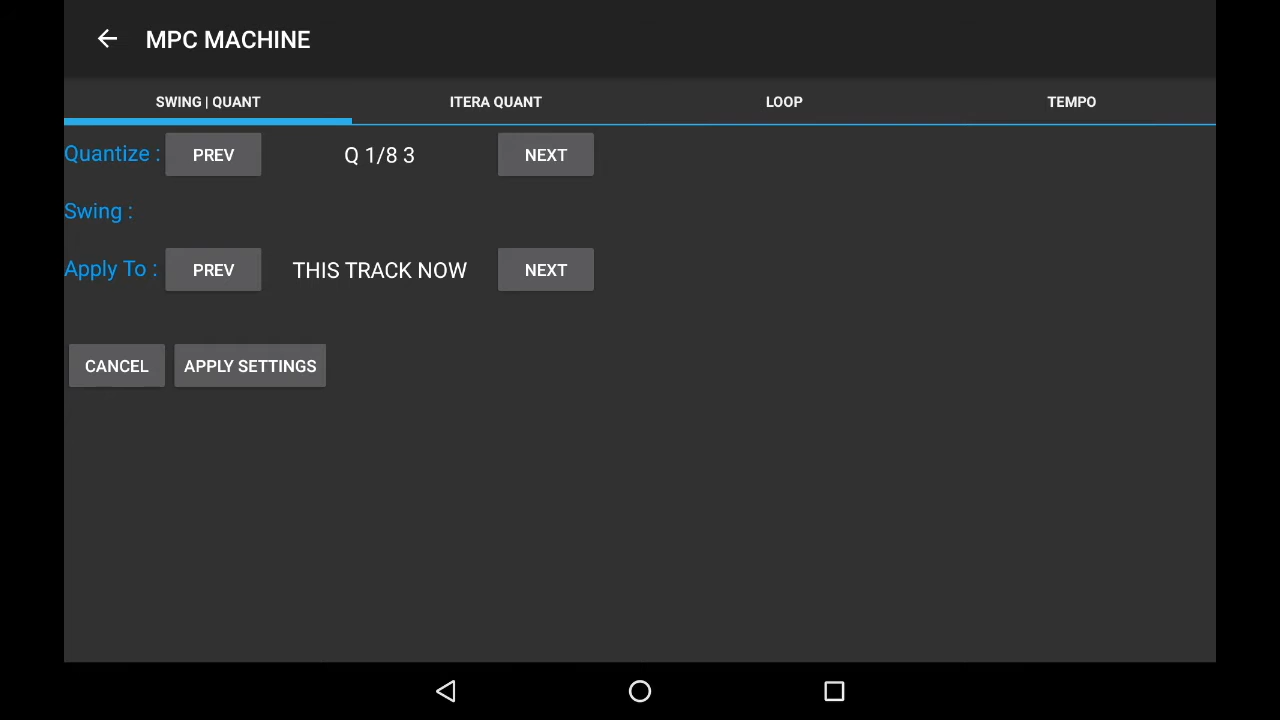 MPC MACHINE
SWING | QUANT ITERA QUANT LOOP TEMPO
Quantize : PREV Q 1/8 3 NEXT
Swing :
Apply To : PREV THIS TRACK NOW NEXT
CANCEL APPLY SETTINGS